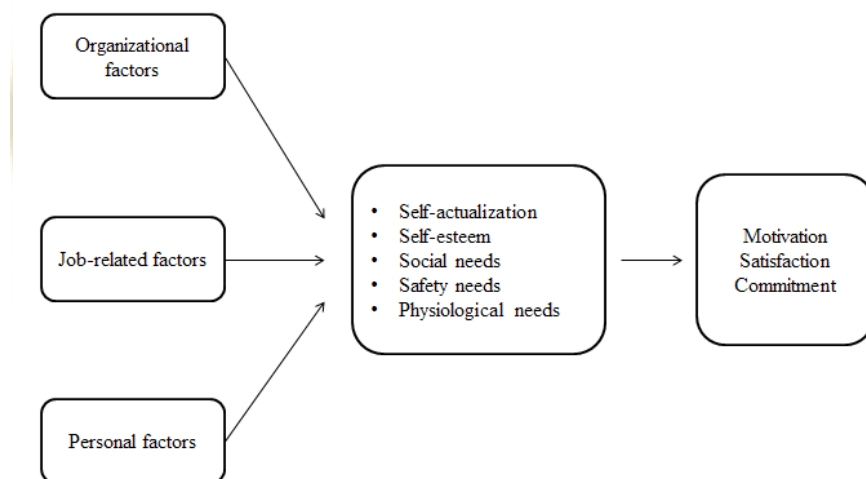 Organizational
factors
Job-related factors
Personal factors
• Self-actualization
• Self-esteem
• Social needs
• Safety needs
• Physiological needs
Motivation
Satisfaction
Commitment